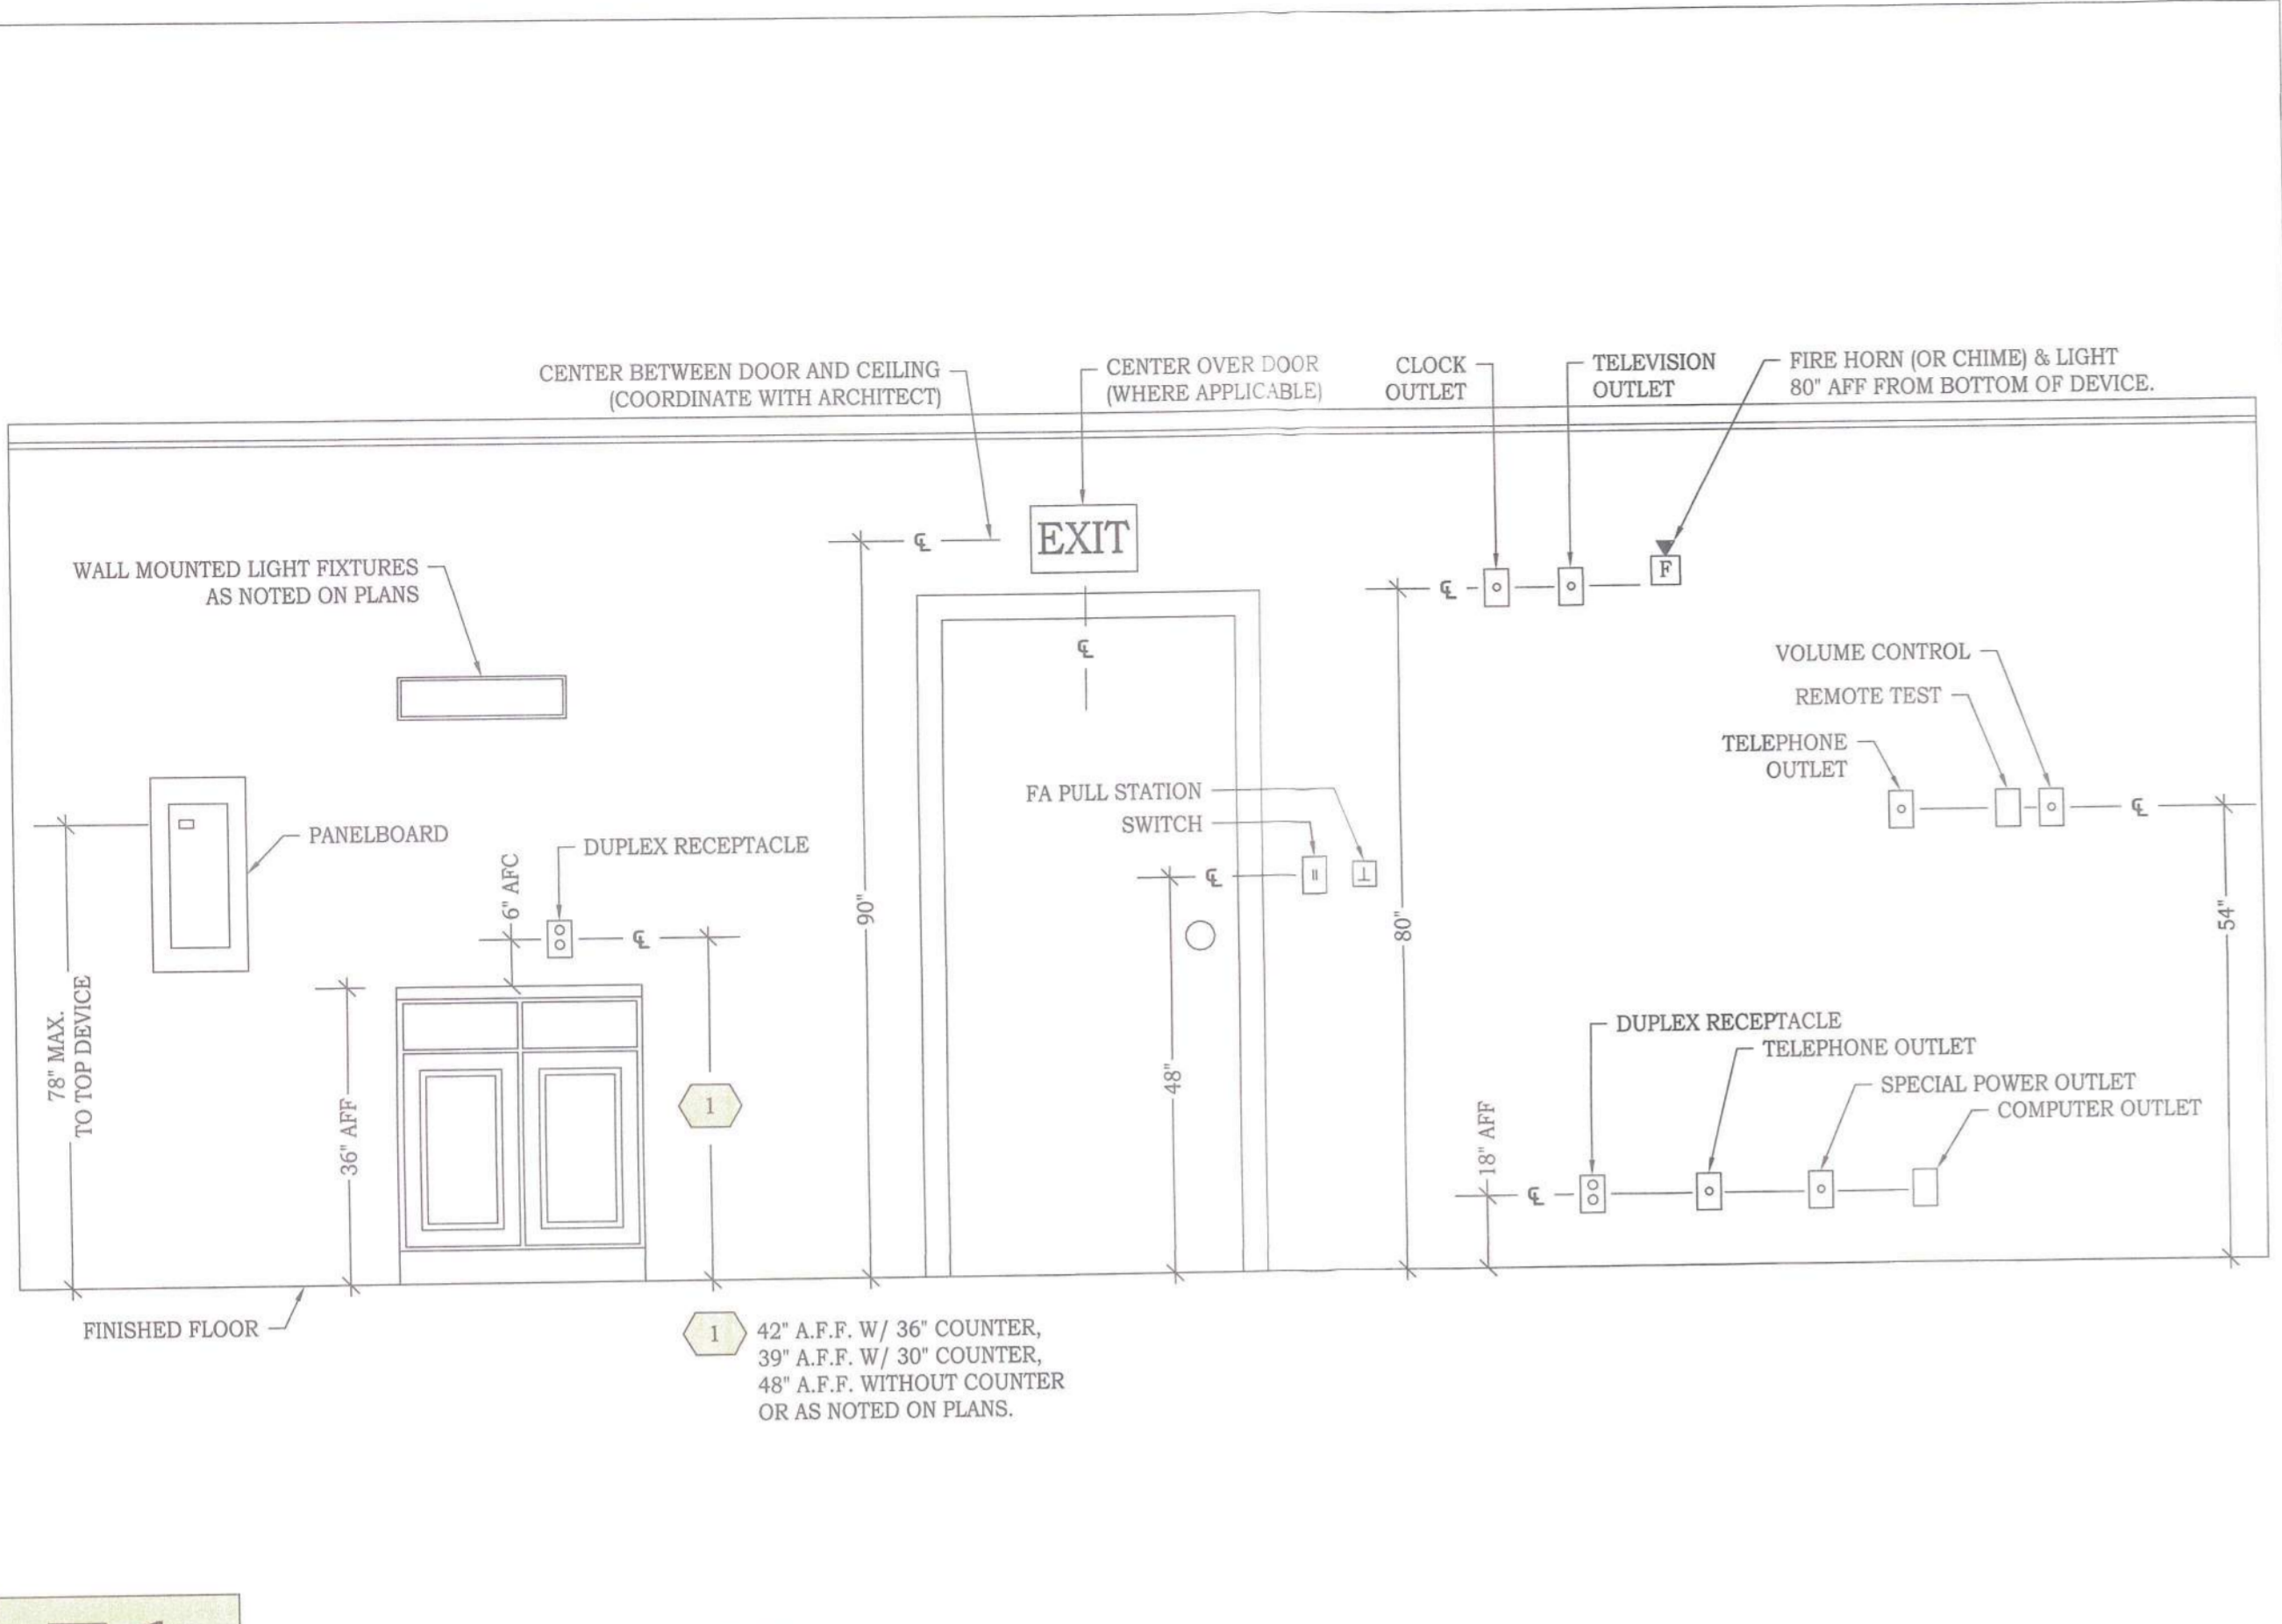 CENTER BETWEEN DOOR AND CEILING
(COORDINATE WITH ARCHITECT)
CENTER OVER DOOR
(WHERE APPLICABLE)
CLOCK
OUTLET
TELEVISION
OUTLET
FIRE HORN (OR CHIME) & LIGHT
80" AFF FROM BOTTOM OF DEVICE.
EXIT
℄
F
℄
WALL MOUNTED LIGHT FIXTURES
AS NOTED ON PLANS
℄
VOLUME CONTROL
REMOTE TEST
TELEPHONE
OUTLET
℄
FA PULL STATION
SWITCH
℄
PANELBOARD
DUPLEX RECEPTACLE
6" AFC
℄
90"
80"
54"
78" MAX.
TO TOP DEVICE
36" AFF
1
48"
DUPLEX RECEPTACLE
TELEPHONE OUTLET
SPECIAL POWER OUTLET
COMPUTER OUTLET
18" AFF
℄
FINISHED FLOOR
1
42" A.F.F. W/ 36" COUNTER,
39" A.F.F. W/ 30" COUNTER,
48" A.F.F. WITHOUT COUNTER
OR AS NOTED ON PLANS.